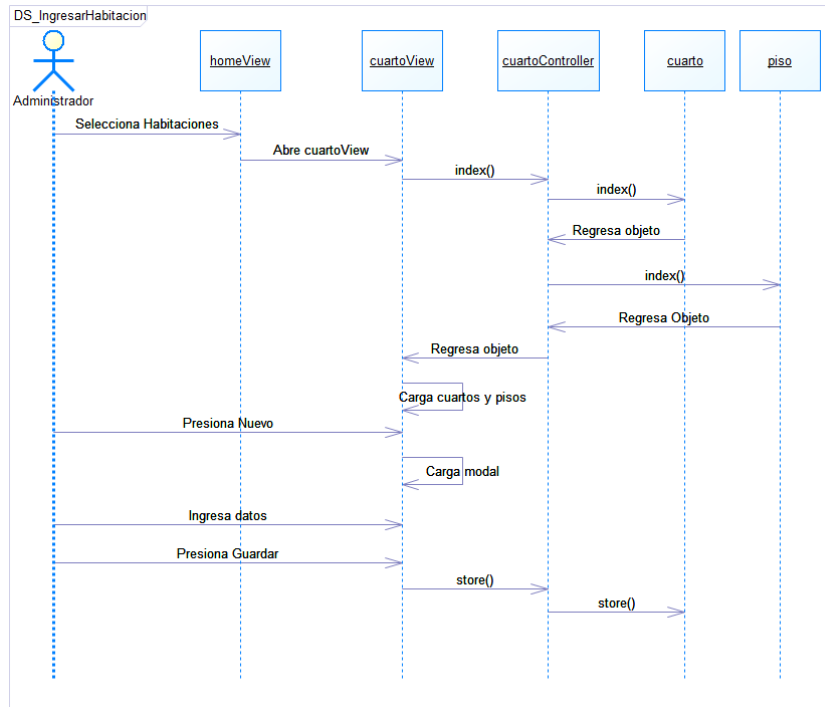 DS_IngresarHabitacion
homeView
cuartoView
cuartoController
cuarto
piso
Administrador
Selecciona Habitaciones
Abre cuartoView
index()
index()
Regresa objeto
index()
Regresa Objeto
Regresa objeto
Carga cuartos y pisos
Presiona Nuevo
Carga modal
Ingresa datos
Presiona Guardar
store()
store()